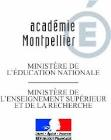 académie
Montpellier
MINISTÈRE DE
L'ÉDUCATION NATIONALE
MINISTÈRE DE
L'ENSEIGNEMENT SUPÉRIEUR
ET DE LA RECHERCHE